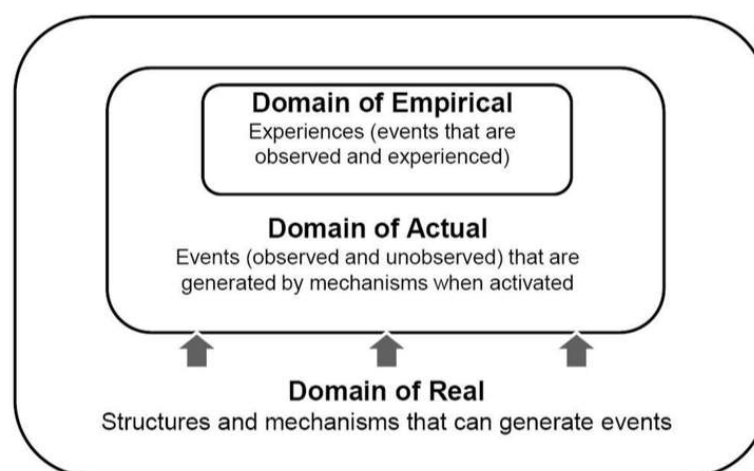 Domain of Empirical
Experiences (events that are
observed and experienced)
Domain of Actual
Events (observed and unobserved) that are
generated by mechanisms when activated
Domain of Real
Structures and mechanisms that can generate events